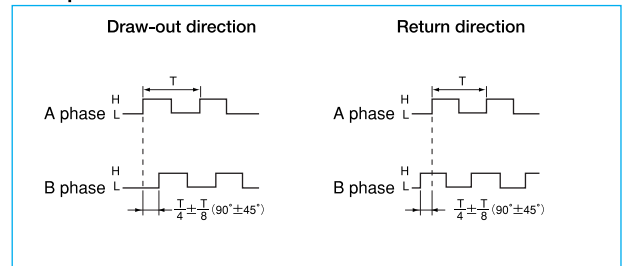 Draw-out direction
T
H
A phase L
H
B phase L
T/4 ± T/8 (90°±45°)
Return direction
T
H
A phase L
H
B phase L
T/4 ± T/8 (90°±45°)